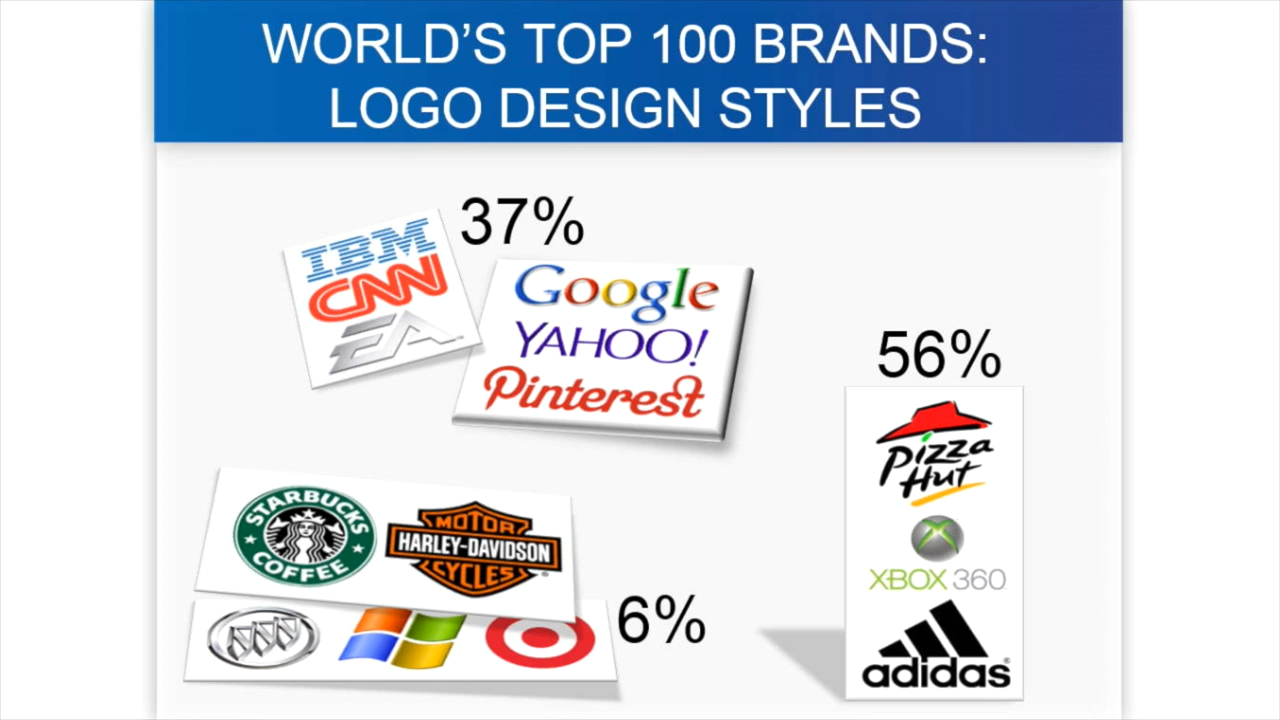 WORLD'S TOP 100 BRANDS:
LOGO DESIGN STYLES
37%
IBM
CNN
EA
Google
YAHOO!
Pinterest
56%
Pizza
Hut
XBOX 360
adidas®
STARBUCKS
COFFEE
MOTOR
HARLEY-DAVIDSON
CYCLES®
6%